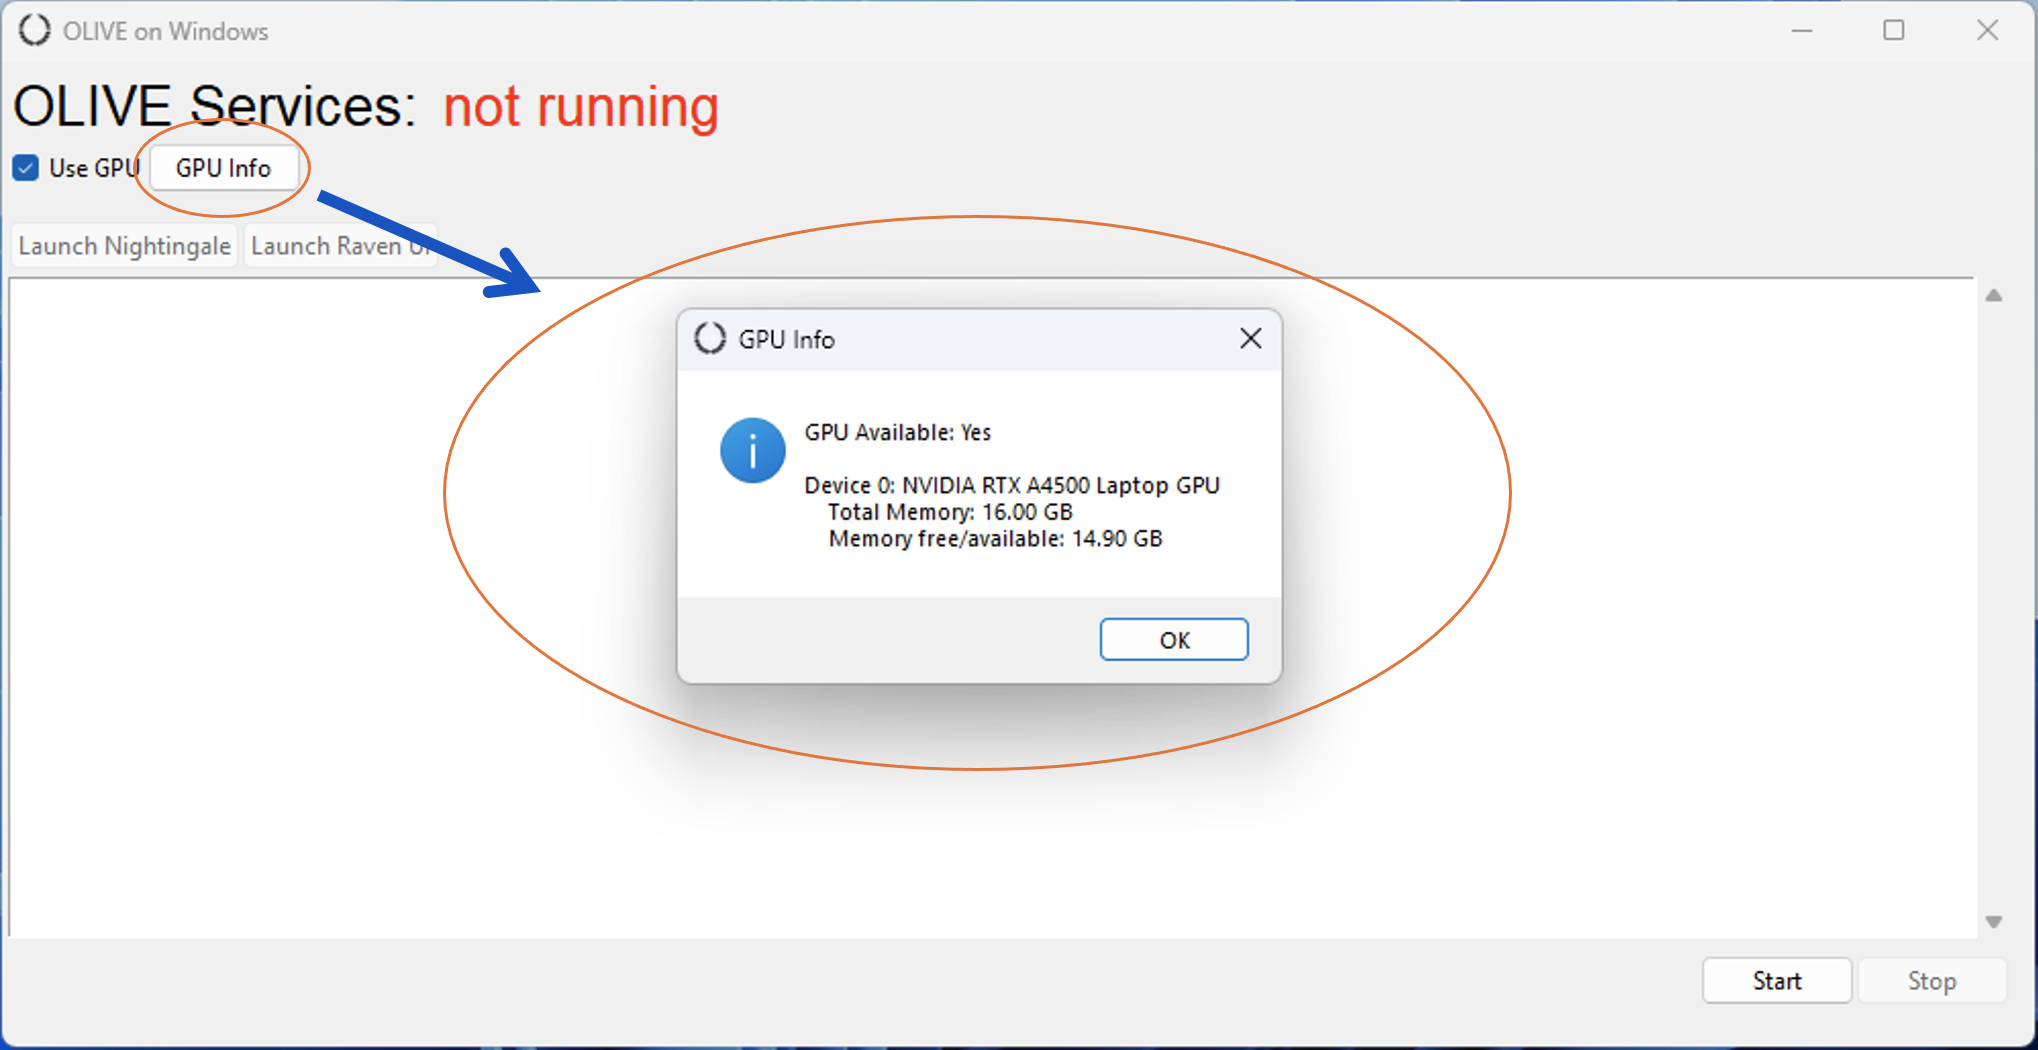 OLIVE on Windows
OLIVE Services: not running
Use GPU GPU Info
Launch Nightingale Launch Raven UI
GPU Info
GPU Available: Yes
Device 0: NVIDIA RTX A4500 Laptop GPU
Total Memory: 16.00 GB
Memory free/available: 14.90 GB
OK
Start Stop